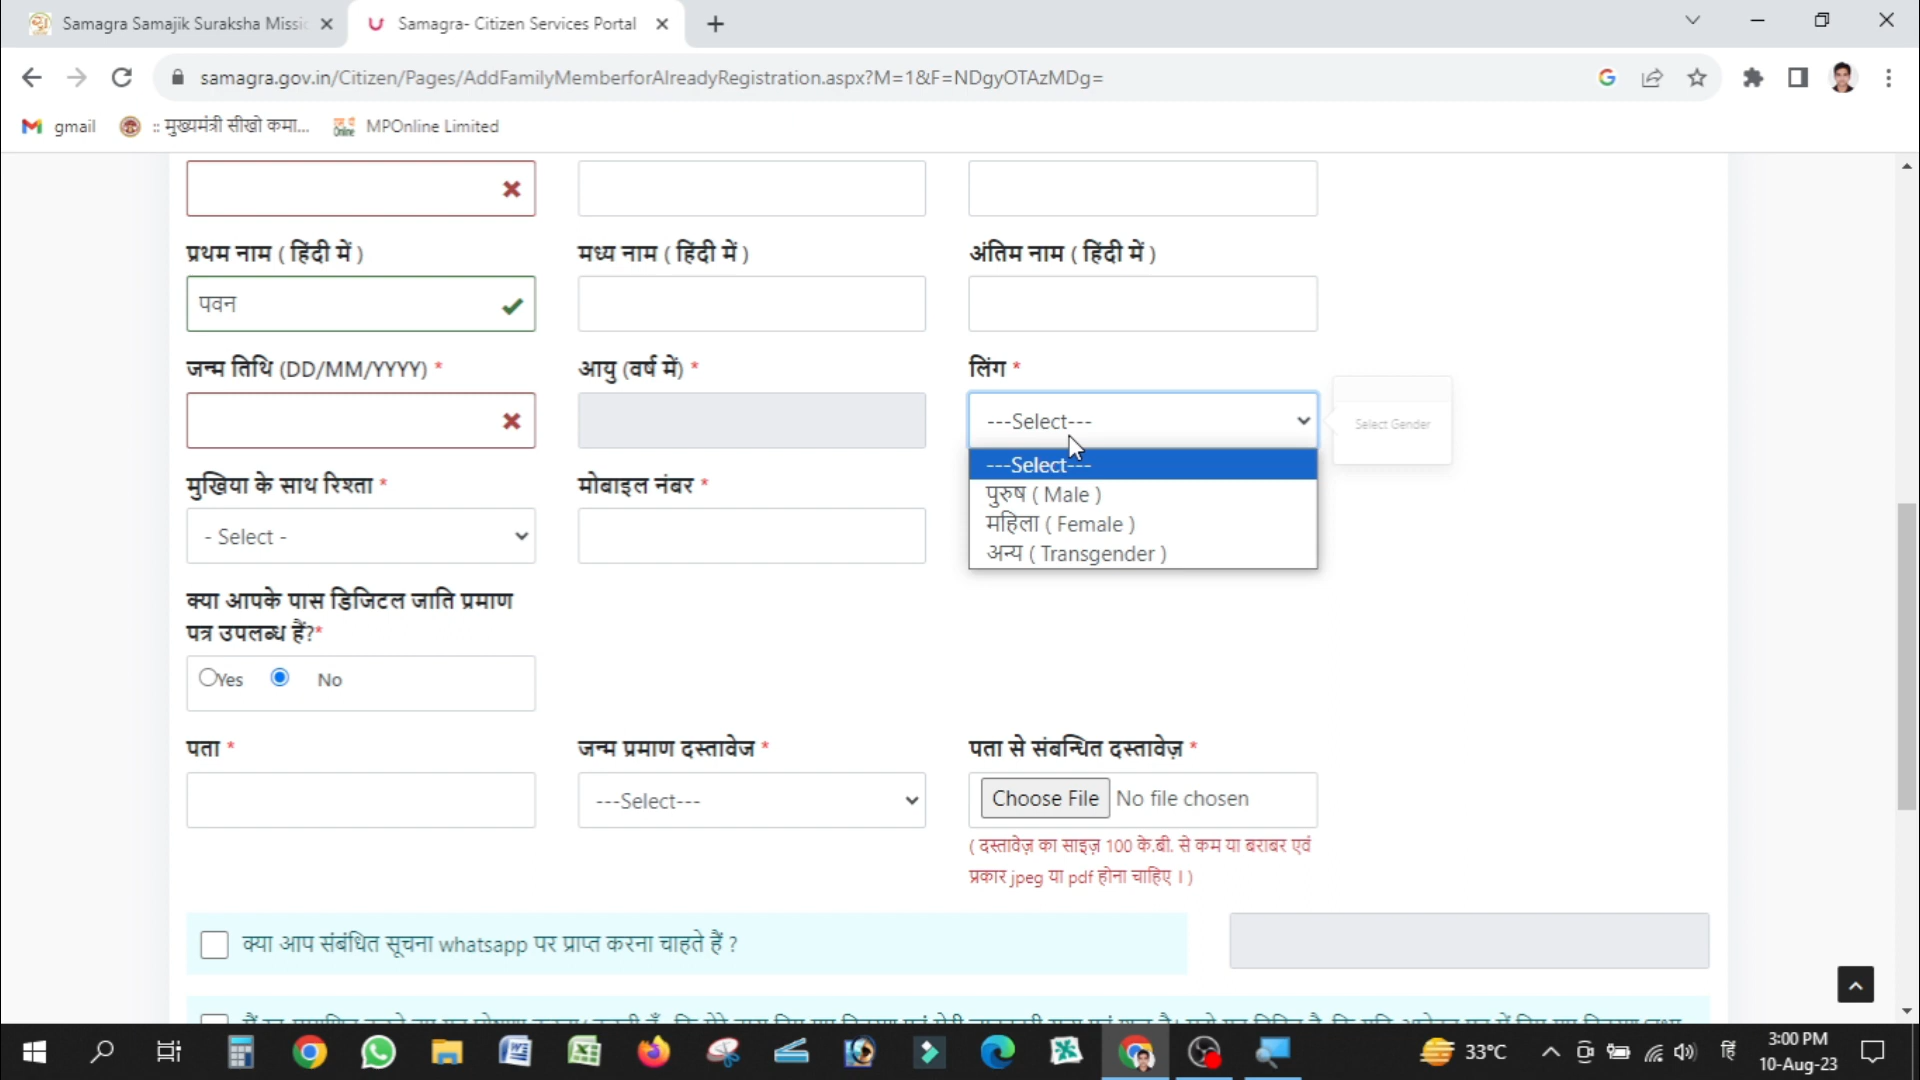 Samagra Samajik Suraksha Missi
Samagra- Citizen Services Portal
samagra.gov.in/Citizen/Pages/AddFamilyMemberforAlreadyRegistration.aspx?M=1&F=NDgyOTAzMDg=
gmail
:: मुख्यमंत्री सीखो कमा...
MPOnline Limited
प्रथम नाम ( हिंदी में )
मध्य नाम ( हिंदी में )
अंतिम नाम ( हिंदी में )
पवन
जन्म तिथि (DD/MM/YYYY) *
आयु (वर्ष में) *
लिंग *
---Select---
Select Gender
---Select---
पुरुष ( Male )
महिला ( Female )
अन्य ( Transgender )
मुखिया के साथ रिश्ता *
मोबाइल नंबर *
- Select -
क्या आपके पास डिजिटल जाति प्रमाण
पत्र उपलब्ध हैं?*
Yes
No
पता *
जन्म प्रमाण दस्तावेज *
पता से संबन्धित दस्तावेज़ *
---Select---
Choose File No file chosen
( दस्तावेज़ का साइज़ 100 के.बी. से कम या बराबर एवं
प्रकार jpeg या pdf होना चाहिए । )
क्या आप संबंधित सूचना whatsapp पर प्राप्त करना चाहते हैं ?
33°C
हिं
3:00 PM
10-Aug-23